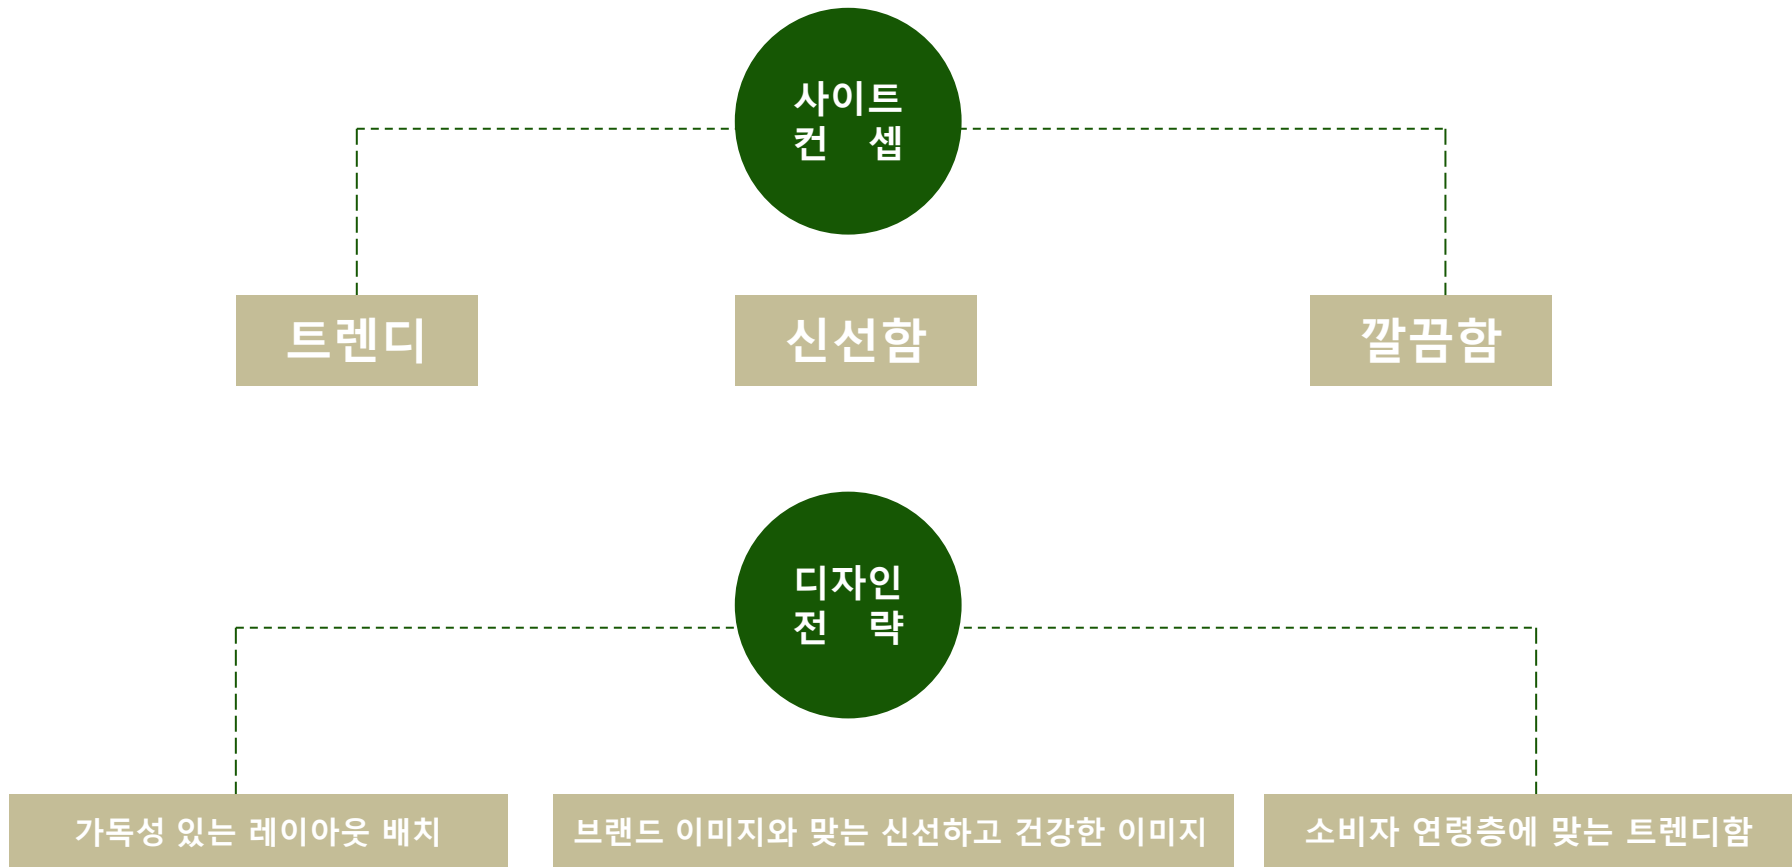 사이트
컨 셉
트렌디
신선함
깔끔함
디자인
전 략
가독성 있는 레이아웃 배치
브랜드 이미지와 맞는 신선하고 건강한 이미지
소비자 연령층에 맞는 트렌디함